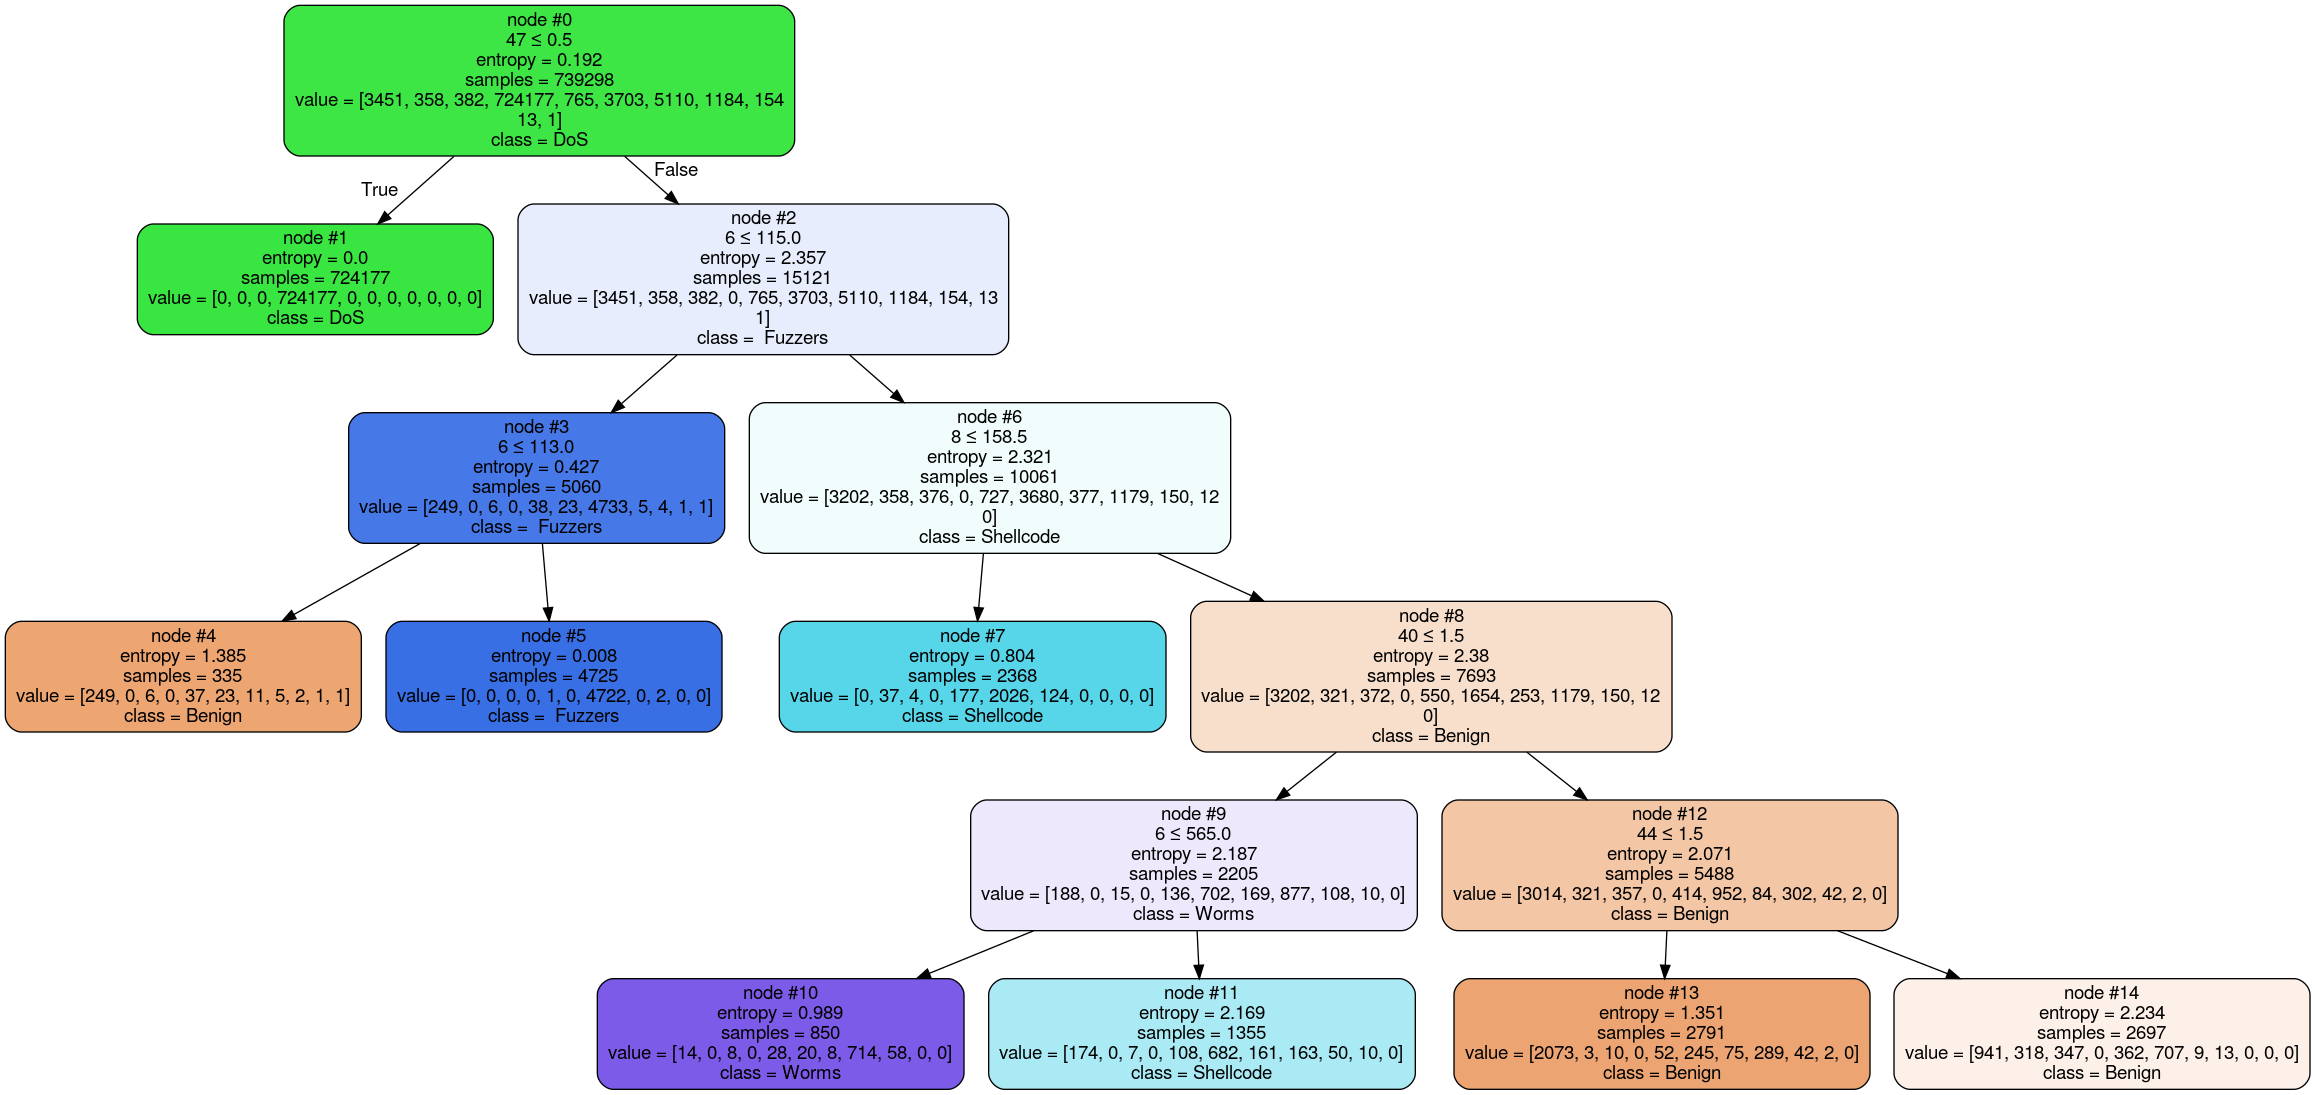 node #0
47 ≤ 0.5
entropy = 0.192
samples = 739298
value = [3451, 358, 382, 724177, 765, 3703, 5110, 1184, 154
13, 1]
class = DoS
True
False
node #1
entropy = 0.0
samples = 724177
value = [0, 0, 0, 724177, 0, 0, 0, 0, 0, 0, 0]
class = DoS
node #2
6 ≤ 115.0
entropy = 2.357
samples = 15121
value = [3451, 358, 382, 0, 765, 3703, 5110, 1184, 154, 13
1]
class =  Fuzzers
node #3
6 ≤ 113.0
entropy = 0.427
samples = 5060
value = [249, 0, 6, 0, 38, 23, 4733, 5, 4, 1, 1]
class =  Fuzzers
node #6
8 ≤ 158.5
entropy = 2.321
samples = 10061
value = [3202, 358, 376, 0, 727, 3680, 377, 1179, 150, 12
0]
class = Shellcode
node #4
entropy = 1.385
samples = 335
value = [249, 0, 6, 0, 37, 23, 11, 5, 2, 1, 1]
class = Benign
node #5
entropy = 0.008
samples = 4725
value = [0, 0, 0, 0, 1, 0, 4722, 0, 2, 0, 0]
class =  Fuzzers
node #7
entropy = 0.804
samples = 2368
value = [0, 37, 4, 0, 177, 2026, 124, 0, 0, 0, 0]
class = Shellcode
node #8
40 ≤ 1.5
entropy = 2.38
samples = 7693
value = [3202, 321, 372, 0, 550, 1654, 253, 1179, 150, 12
0]
class = Benign
node #9
6 ≤ 565.0
entropy = 2.187
samples = 2205
value = [188, 0, 15, 0, 136, 702, 169, 877, 108, 10, 0]
class = Worms
node #12
44 ≤ 1.5
entropy = 2.071
samples = 5488
value = [3014, 321, 357, 0, 414, 952, 84, 302, 42, 2, 0]
class = Benign
node #10
entropy = 0.989
samples = 850
value = [14, 0, 8, 0, 28, 20, 8, 714, 58, 0, 0]
class = Worms
node #11
entropy = 2.169
samples = 1355
value = [174, 0, 7, 0, 108, 682, 161, 163, 50, 10, 0]
class = Shellcode
node #13
entropy = 1.351
samples = 2791
value = [2073, 3, 10, 0, 52, 245, 75, 289, 42, 2, 0]
class = Benign
node #14
entropy = 2.234
samples = 2697
value = [941, 318, 347, 0, 362, 707, 9, 13, 0, 0, 0]
class = Benign